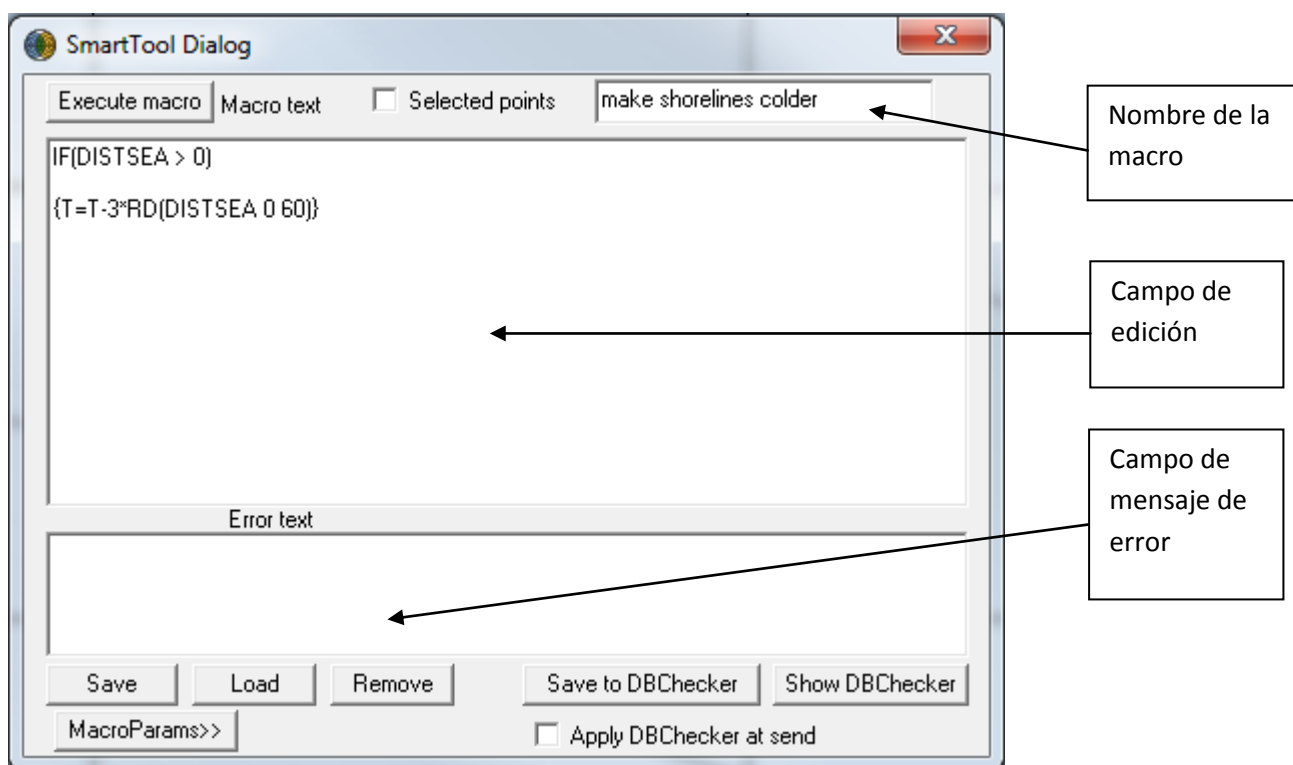 SmartTool Dialog
Execute macro Macro text Selected points make shorelines colder
IF(DISTSEA > 0)
{T=T-3*RD(DISTSEA 0 60)}
Error text
Save Load Remove Save to DBChecker Show DBChecker
MacroParams>> Apply DBChecker at send
Nombre de la
macro
Campo de
edición
Campo de
mensaje de
error